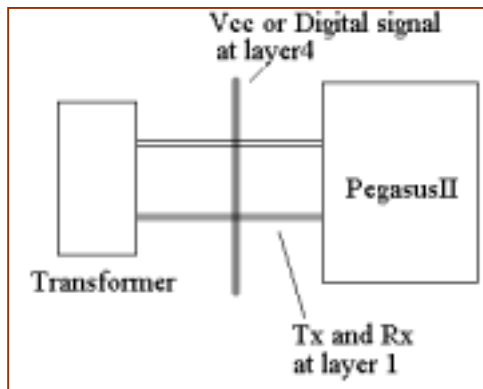 Vcc or Digital signal
at layer4
PegasusII
Transformer
Tx and Rx
at layer 1